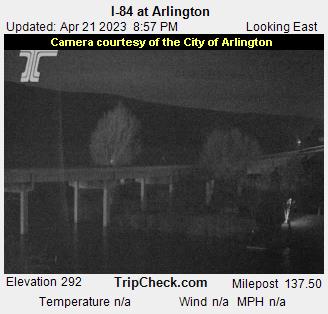 I-84 at Arlington
Updated: Apr 21 2023 8:57 PM Looking East
Camera courtesy of the City of Arlington
Elevation 292 TripCheck.com Milepost 137.50
Temperature n/a Wind n/a MPH n/a